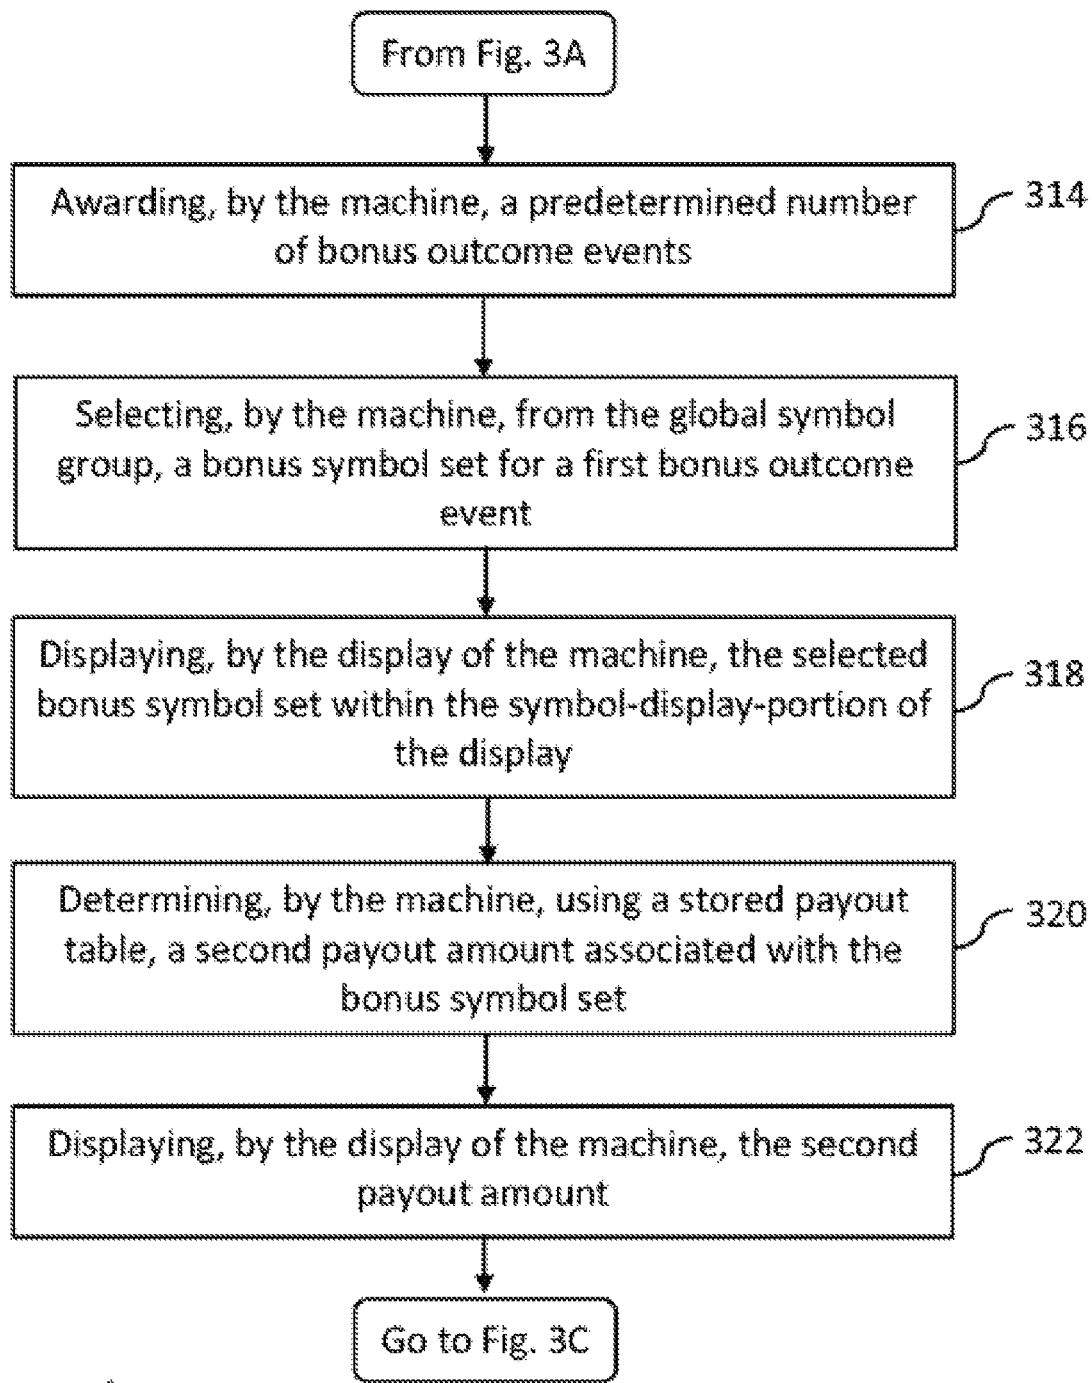 From Fig. 3A
Awarding, by the machine, a predetermined number
of bonus outcome events
314
Selecting, by the machine, from the global symbol
group, a bonus symbol set for a first bonus outcome
event
316
Displaying, by the display of the machine, the selected
bonus symbol set within the symbol-display-portion of
the display
318
Determining, by the machine, using a stored payout
table, a second payout amount associated with the
bonus symbol set
320
Displaying, by the display of the machine, the second
payout amount
322
Go to Fig. 3C